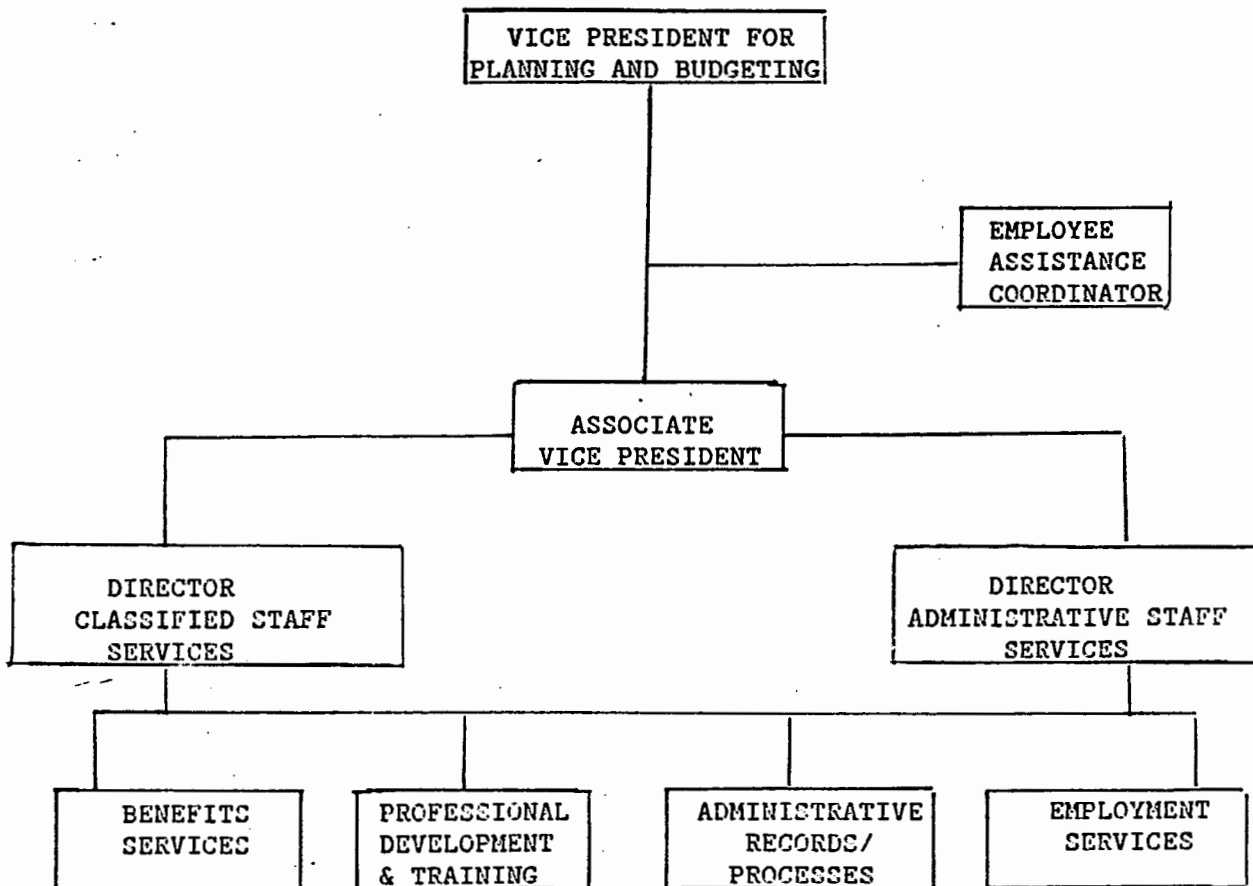 VICE PRESIDENT FOR
PLANNING AND BUDGETING
EMPLOYEE
ASSISTANCE
COORDINATOR
ASSOCIATE
VICE PRESIDENT
DIRECTOR
CLASSIFIED STAFF
SERVICES
DIRECTOR
ADMINISTRATIVE STAFF
SERVICES
BENEFITS
SERVICES
PROFESSIONAL
DEVELOPMENT
& TRAINING
ADMINISTRATIVE
RECORDS/
PROCESSES
EMPLOYMENT
SERVICES